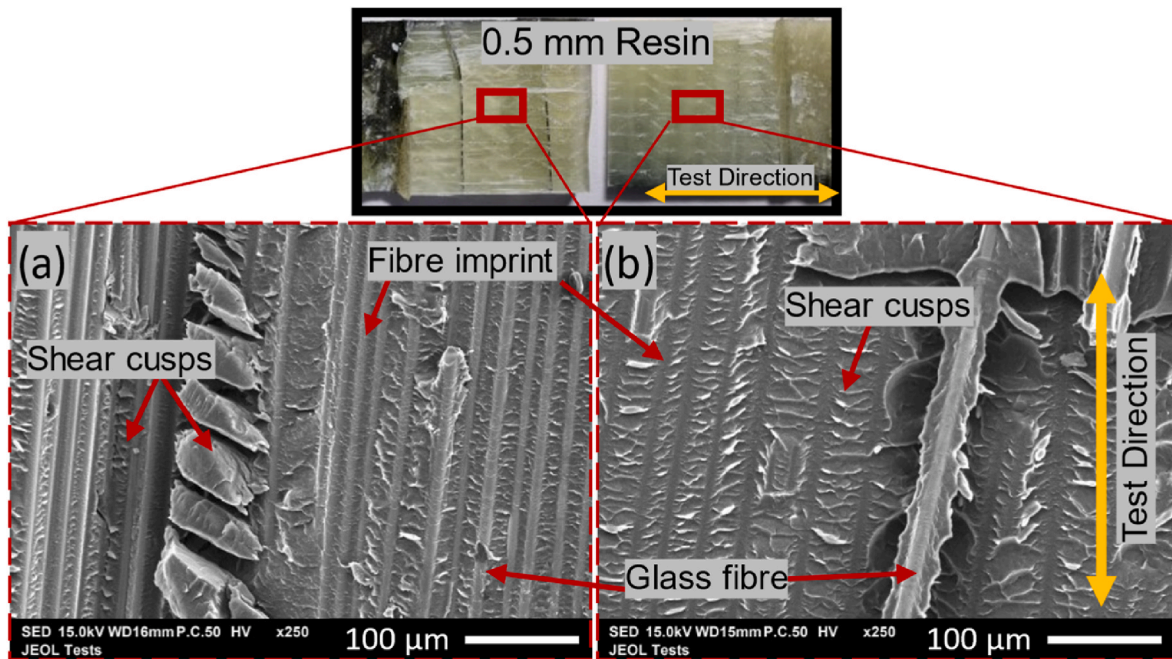 0.5 mm Resin
Test Direction
(a)
Fibre imprint
(b)
Shear cusps
Shear cusps
Test Direction
Glass fibre
SED 15.0kV WD16mm P.C.50 HV x250
JEOL Tests
100 µm
SED 15.0kV WD15mm P.C.50 HV x250
JEOL Tests
100 µm